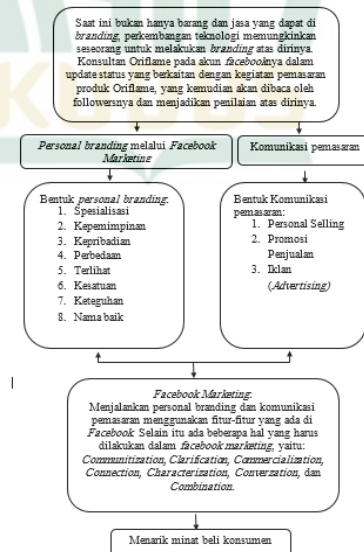 Saat ini bukan hanya barang dan jasa yang dapat di
branding, perkembangan teknologi memungkinkan
seseorang untuk melakukan branding atas dirinya.
Konsultan Oriflame pada akun facebooknya dalam
update status yang berkaitan dengan kegiatan pemasaran
produk Oriflame, yang kemudian akan dibaca oleh
followersnya dan menjadikan penilaian atas dirinya.
Personal branding melalui Facebook
Marketing
Komunikasi pemasaran
Bentuk personal branding:
1. Spesialisasi
2. Kepemimpinan
3. Kepribadian
4. Perbedaan
5. Terlihat
6. Kesatuan
7. Keteguhan
8. Nama baik
Bentuk Komunikasi
pemasaran:
1. Personal Selling
2. Promosi
Penjualan
3. Iklan
(Advertising)
Facebook Marketing:
Menjalankan personal branding dan komunikasi
pemasaran menggunakan fitur-fitur yang ada di
Facebook. Selain itu ada beberapa hal yang harus
dilakukan dalam facebook marketing, yaitu:
Communitization, Clarification, Commercialization,
Connection, Characterization, Converzation, dan
Combination.
Menarik minat beli konsumen